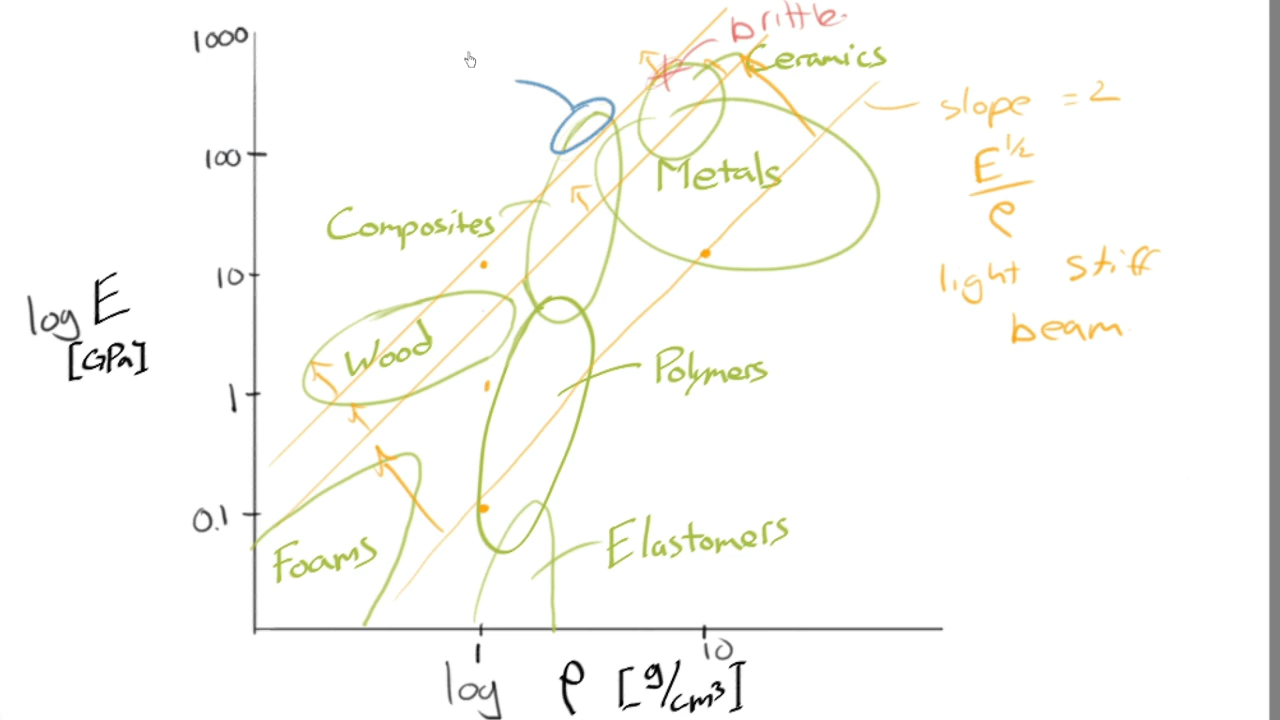 brittle
1000
Ceramics
slope = 2
100
E^1/2
Metals
ρ
Composites
10
light stiff
beam
log E
[GPa]
Wood
Polymers
1
0.1
Foams
Elastomers
1
10
log ρ [g/cm³]